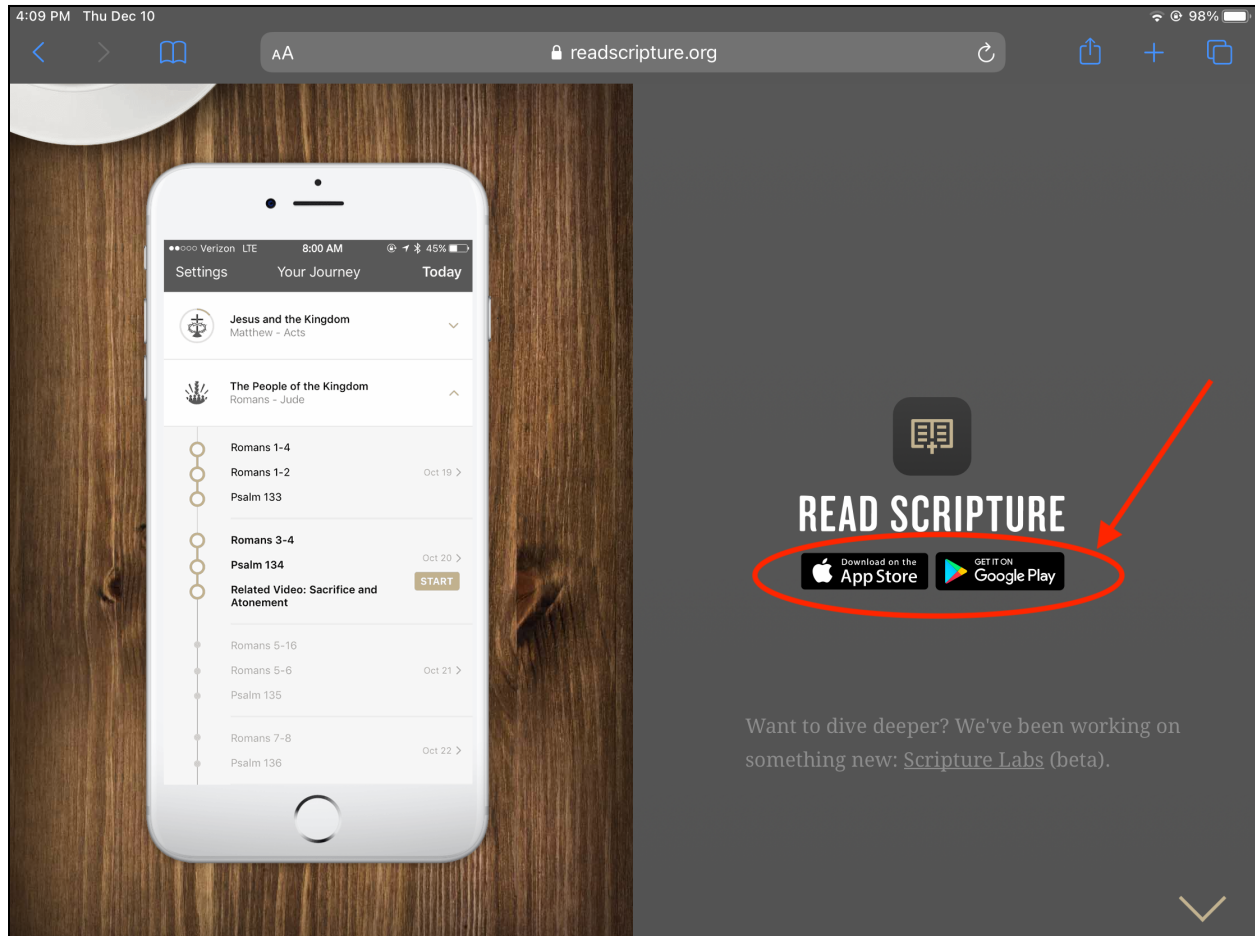 4:09 PM Thu Dec 10
98%
AA
readscripture.org
●●○○○ Verizon LTE 8:00 AM 45%
Settings Your Journey Today
Jesus and the Kingdom
Matthew - Acts
The People of the Kingdom
Romans - Jude
Romans 1-4
Romans 1-2 Oct 19 >
Psalm 133
Romans 3-4
Oct 20 >
Psalm 134
START
Related Video: Sacrifice and
Atonement
Romans 5-16
Romans 5-6 Oct 21 >
Psalm 135
Romans 7-8
Oct 22 >
Psalm 136
READ SCRIPTURE
Download on the
App Store
GET IT ON
Google Play
Want to dive deeper? We've been working on
something new: Scripture Labs (beta).